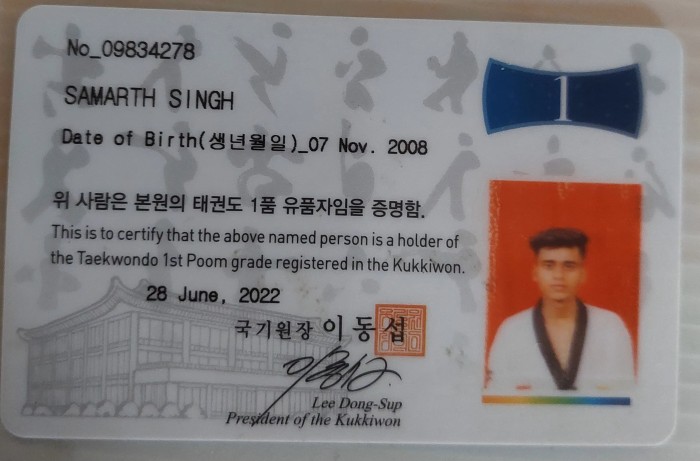 No_09834278
1
SAMARTH SINGH
Date of Birth(생년월일)_07 Nov. 2008
위 사람은 본원의 태권도 1품 유품자임을 증명함.
This is to certify that the above named person is a holder of
the Taekwondo 1st Poom grade registered in the Kukkiwon.
28 June, 2022
국기원장 이동섭
Lee Dong-Sup
President of the Kukkiwon